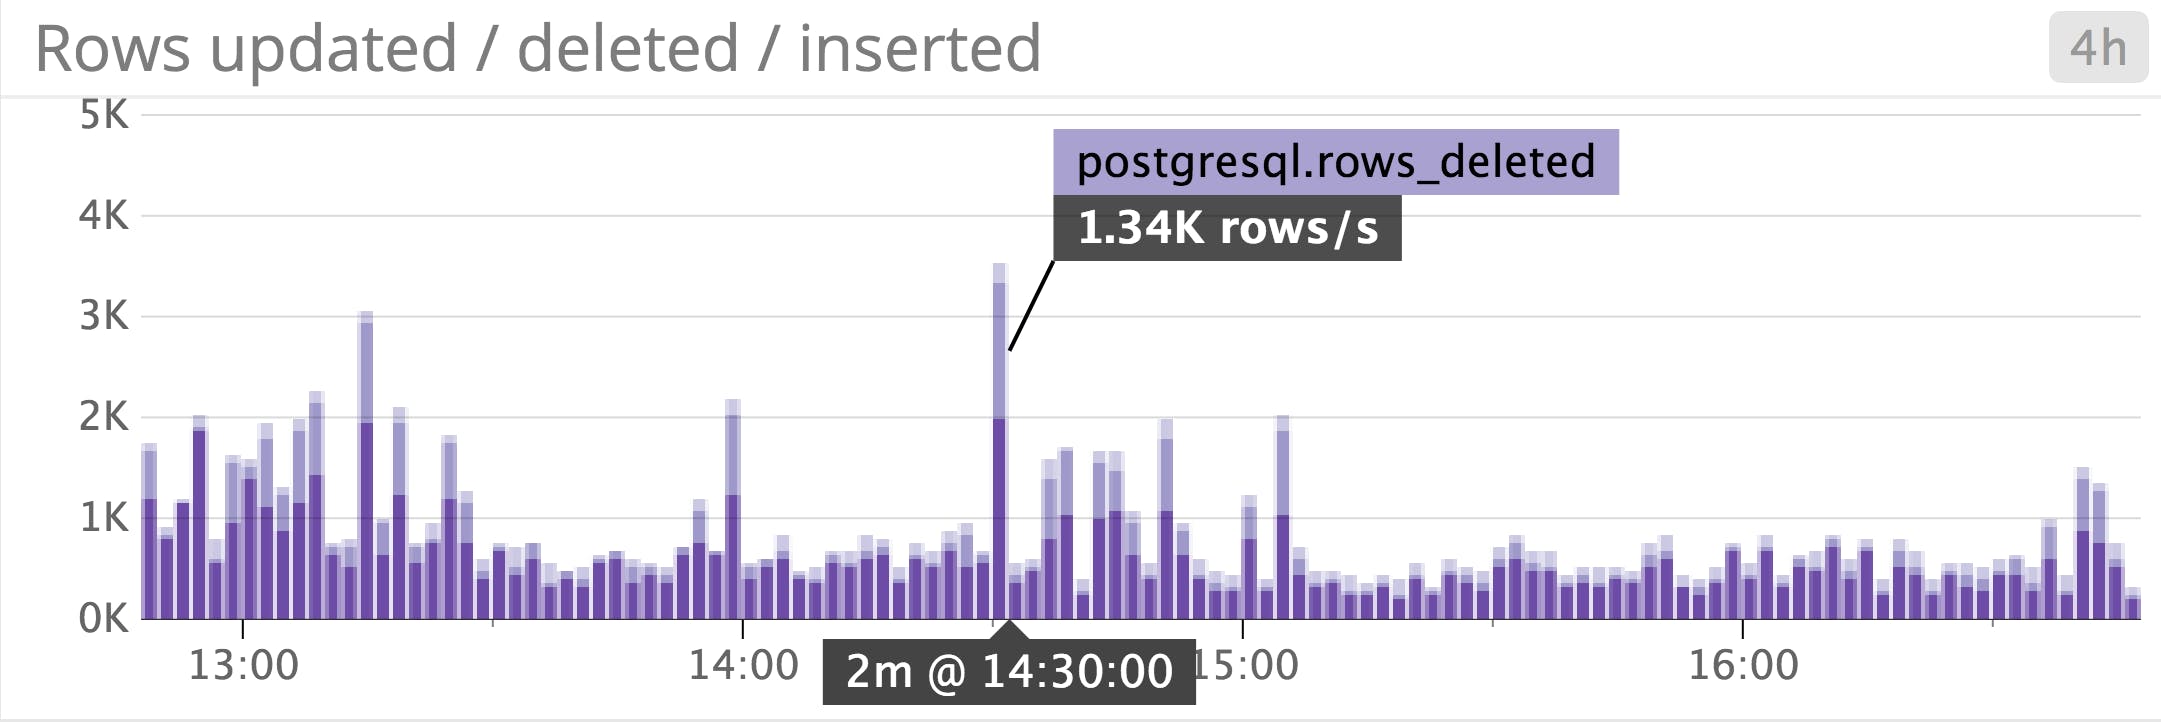 Rows updated / deleted / inserted
4h
5K
postgresql.rows_deleted
4K
1.34K rows/s
3K
2K
1K
0K
13:00
14:00
2m @ 14:30:00
15:00
16:00